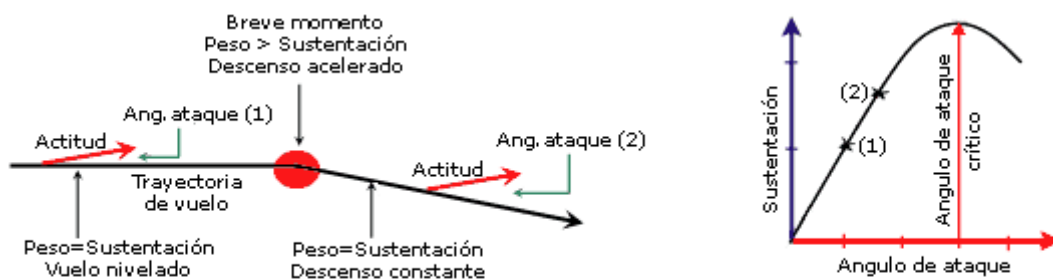 Breve momento
Peso > Sustentación
Descenso acelerado
Ang. ataque (1)
Actitud
Trayectoria
de vuelo
Peso=Sustentación
Vuelo nivelado
Ang. ataque (2)
Actitud
Peso=Sustentación
Descenso constante
Sustentación
(2)
(1)
Angulo de ataque
crítico
Angulo de ataque